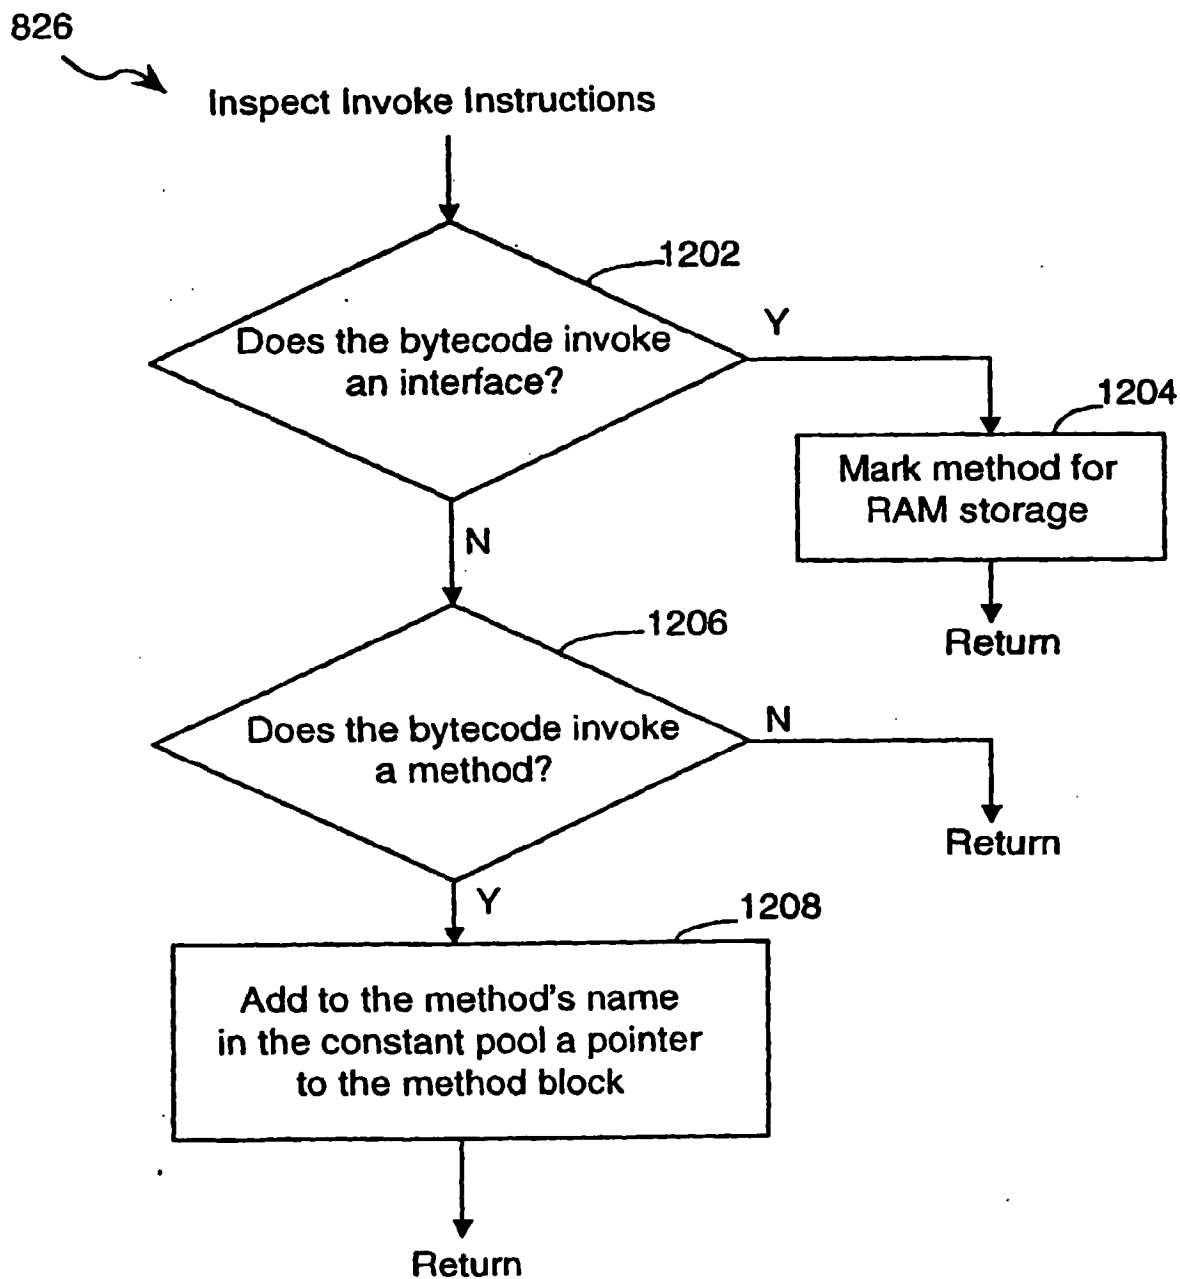 826
Inspect Invoke Instructions
1202
Does the bytecode invoke
an interface?
Y
1204
Mark method for
RAM storage
Return
N
1206
Does the bytecode invoke
a method?
N
Return
Y
1208
Add to the method's name
in the constant pool a pointer
to the method block
Return